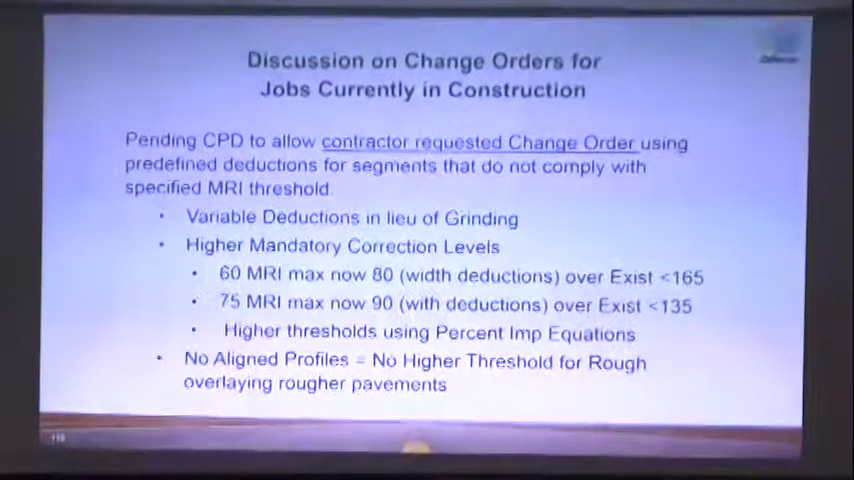 Discussion on Change Orders for
Jobs Currently in Construction
Pending CPD to allow contractor requested Change Order using
predefined deductions for segments that do not comply with
specified MRI threshold.
• Variable Deductions in lieu of Grinding
• Higher Mandatory Correction Levels
• 60 MRI max now 80 (width deductions) over Exist <165
• 75 MRI max now 90 (with deductions) over Exist <135
• Higher thresholds using Percent Imp Equations
• No Aligned Profiles = No Higher Threshold for Rough
overlaying rougher pavements